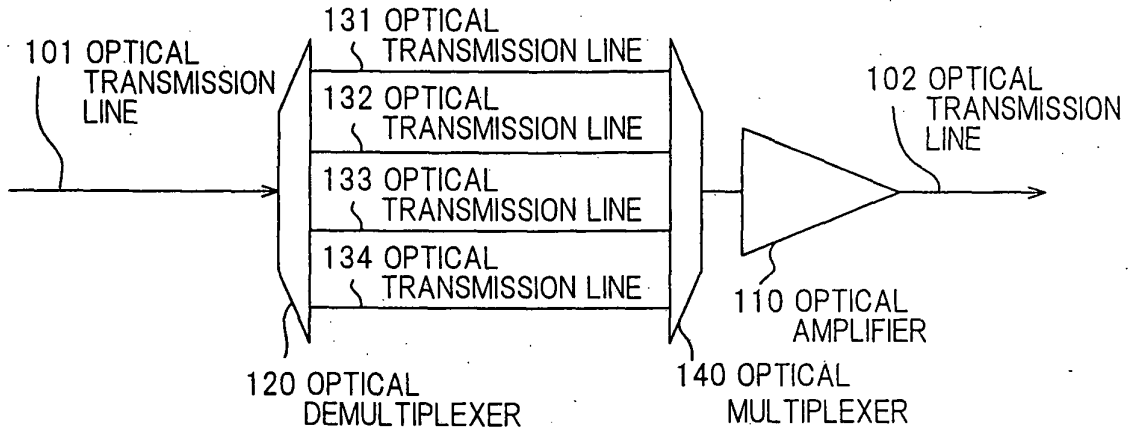 131 OPTICAL
TRANSMISSION LINE
101 OPTICAL
TRANSMISSION
LINE
132 OPTICAL
TRANSMISSION LINE
102 OPTICAL
TRANSMISSION
LINE
133 OPTICAL
TRANSMISSION LINE
134 OPTICAL
TRANSMISSION LINE
110 OPTICAL
AMPLIFIER
120 OPTICAL
DEMULTIPLEXER
140 OPTICAL
MULTIPLEXER